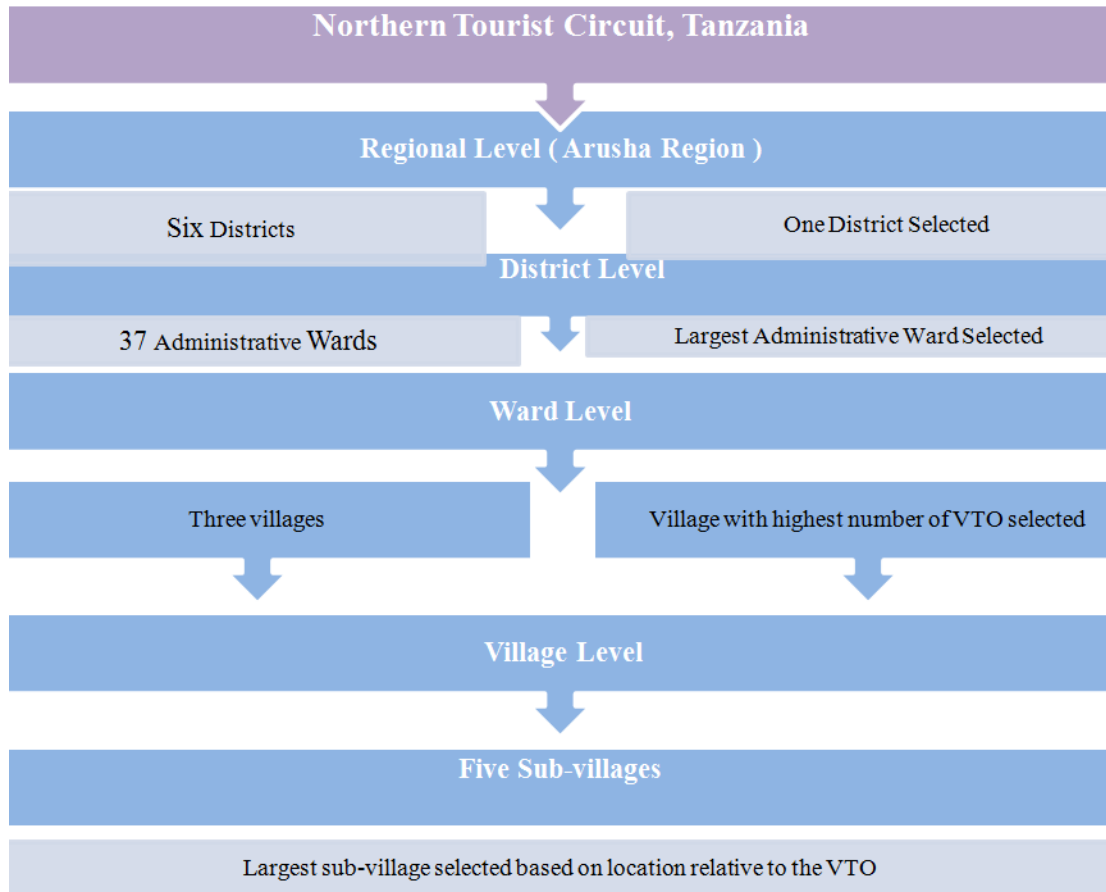 Northern Tourist Circuit, Tanzania
Regional Level ( Arusha Region )
Six Districts
One District Selected
District Level
37 Administrative Wards
Largest Administrative Ward Selected
Ward Level
Three villages
Village with highest number of VTO selected
Village Level
Five Sub-villages
Largest sub-village selected based on location relative to the VTO